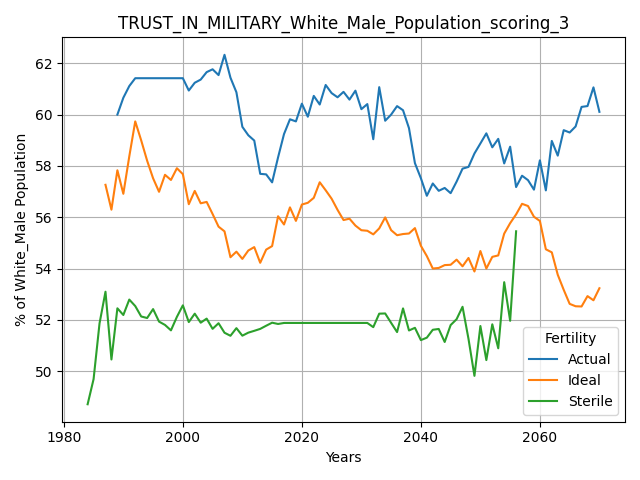 TRUST_IN_MILITARY_White_Male_Population_scoring_3
% of White_Male Population
62
60
58
56
54
52
50
Fertility
Actual
Ideal
Sterile
1980 2000 2020 2040 2060
Years